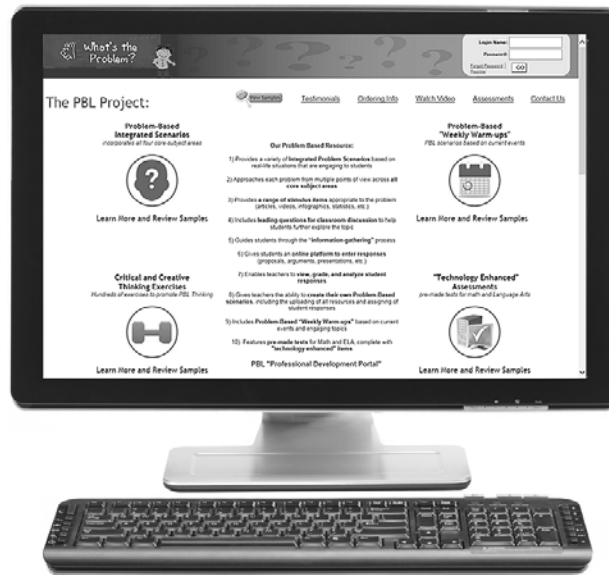 What's the
Problem?
Login Name:
Password:
Forgot Password |
GO
The PBL Project:
View Samples
Testimonials
Ordering Info
Watch Video
Assessments
Contact Us
Problem-Based
Integrated Scenarios
incorporates all four core subject areas
Learn More and Review Samples
Critical and Creative
Thinking Exercises
Hundreds of exercises to promote PBL Thinking
Learn More and Review Samples
Our Problem Based Resource:
1) Provides a variety of Integrated Problem Scenarios based on
real-life situations that are engaging to students
2) Approaches each problem from multiple points of view across all
core subject areas
3) Provides a range of stimulus items appropriate to the problem
(articles, videos, infographics, statistics, etc.)
4) Includes leading questions for classroom discussion to help
students further explore the topic
5) Guides students through the "information-gathering" process
6) Gives students an online platform to enter responses
(proposals, arguments, presentations, etc.)
7) Enables teachers to view, grade, and analyze student
responses
8) Gives teachers the ability to create their own Problem-Based
scenarios, including the uploading of all resources and assigning of
student responses
9) Includes Problem-Based "Weekly Warm-ups" based on current
events and engaging topics
10) Features pre-made tests for Math and ELA, complete with
"technology enhanced" items
PBL "Professional Development Portal"
Problem-Based
"Weekly Warm-ups"
PBL scenarios based on current events
Learn More and Review Samples
"Technology Enhanced"
Assessments
pre-made tests for math and Language Arts
Learn More and Review Samples